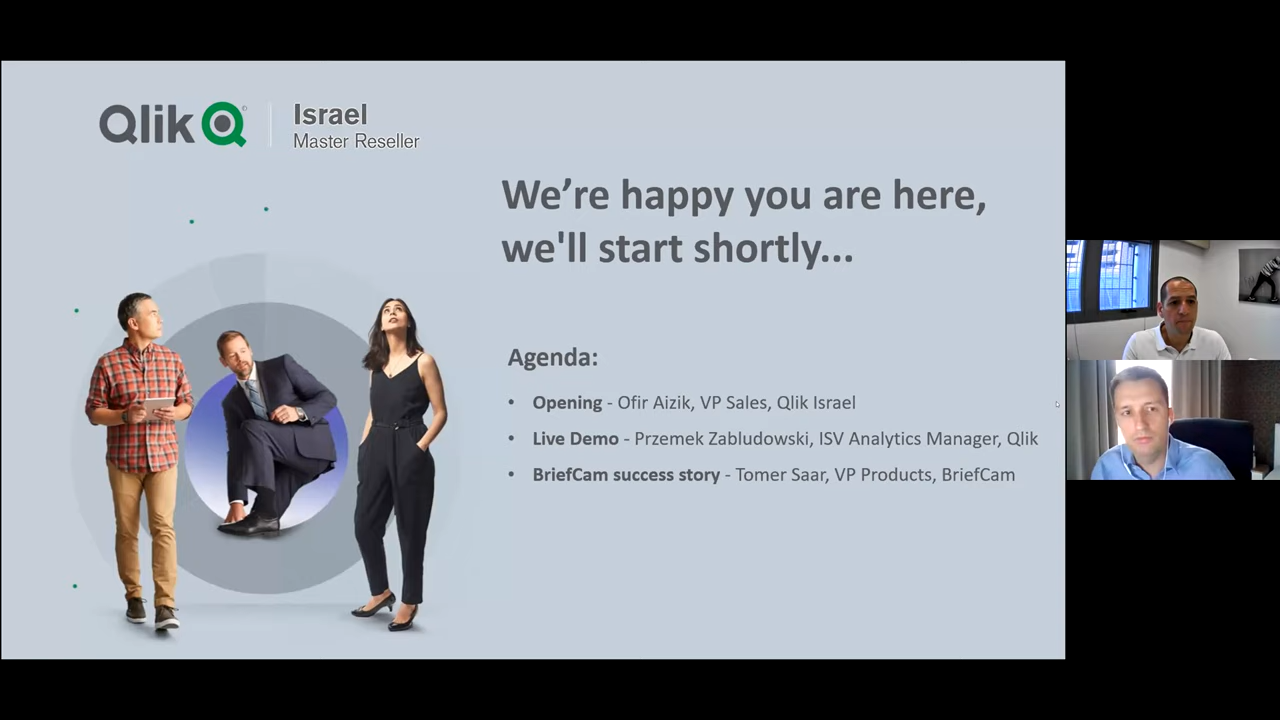 Qlik
Israel
Master Reseller
We’re happy you are here,
we'll start shortly...
Agenda:
• Opening - Ofir Aizik, VP Sales, Qlik Israel
• Live Demo - Przemek Zabludowski, ISV Analytics Manager, Qlik
• BriefCam success story - Tomer Saar, VP Products, BriefCam